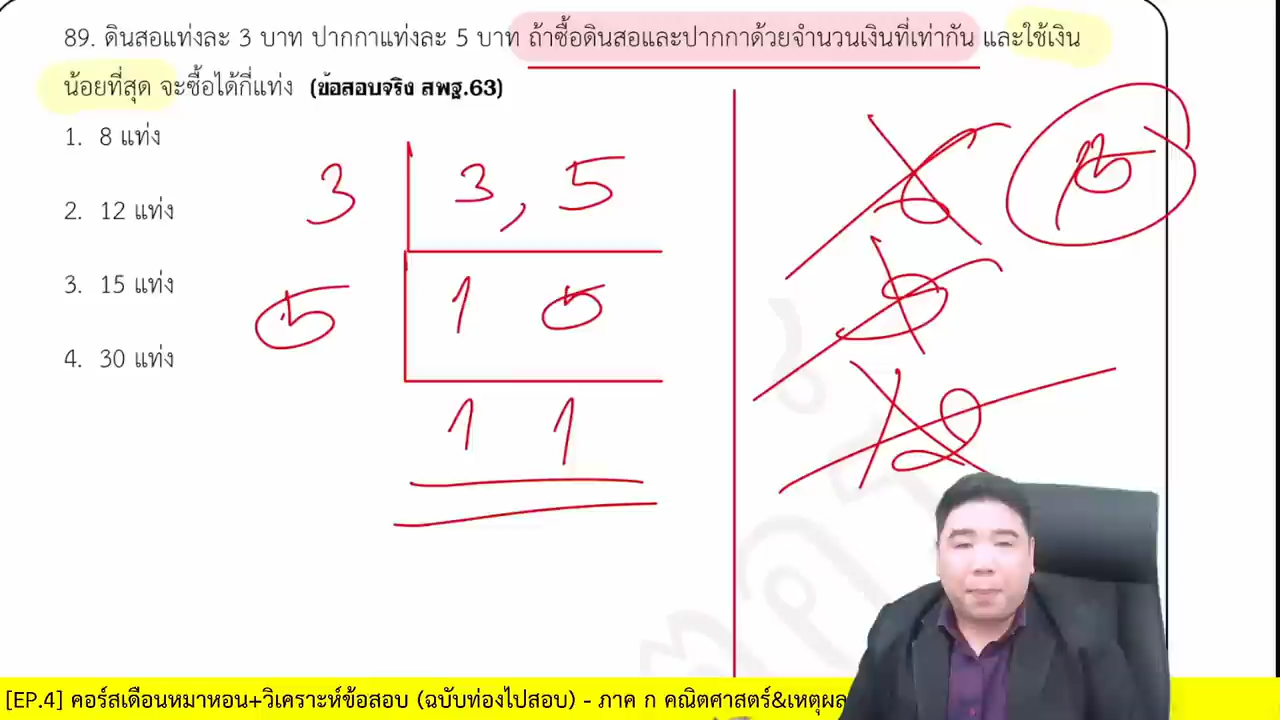 89. ดินสอแท่งละ 3 บาท ปากกาแท่งละ 5 บาท ถ้าซื้อดินสอและปากกาด้วยจำนวนเงินที่เท่ากัน และใช้เงิน
น้อยที่สุด จะซื้อได้กี่แท่ง (ข้อสอบจริง สพฐ.63)
1. 8 แท่ง
2. 12 แท่ง
3. 15 แท่ง
4. 30 แท่ง
3 3, 5
5 1 5
1 1
15
12
[EP.4] คอร์สเดือนหมาหอน+วิเคราะห์ข้อสอบ (ฉบับท่องไปสอบ) - ภาค ก คณิตศาสตร์&เหตุผล